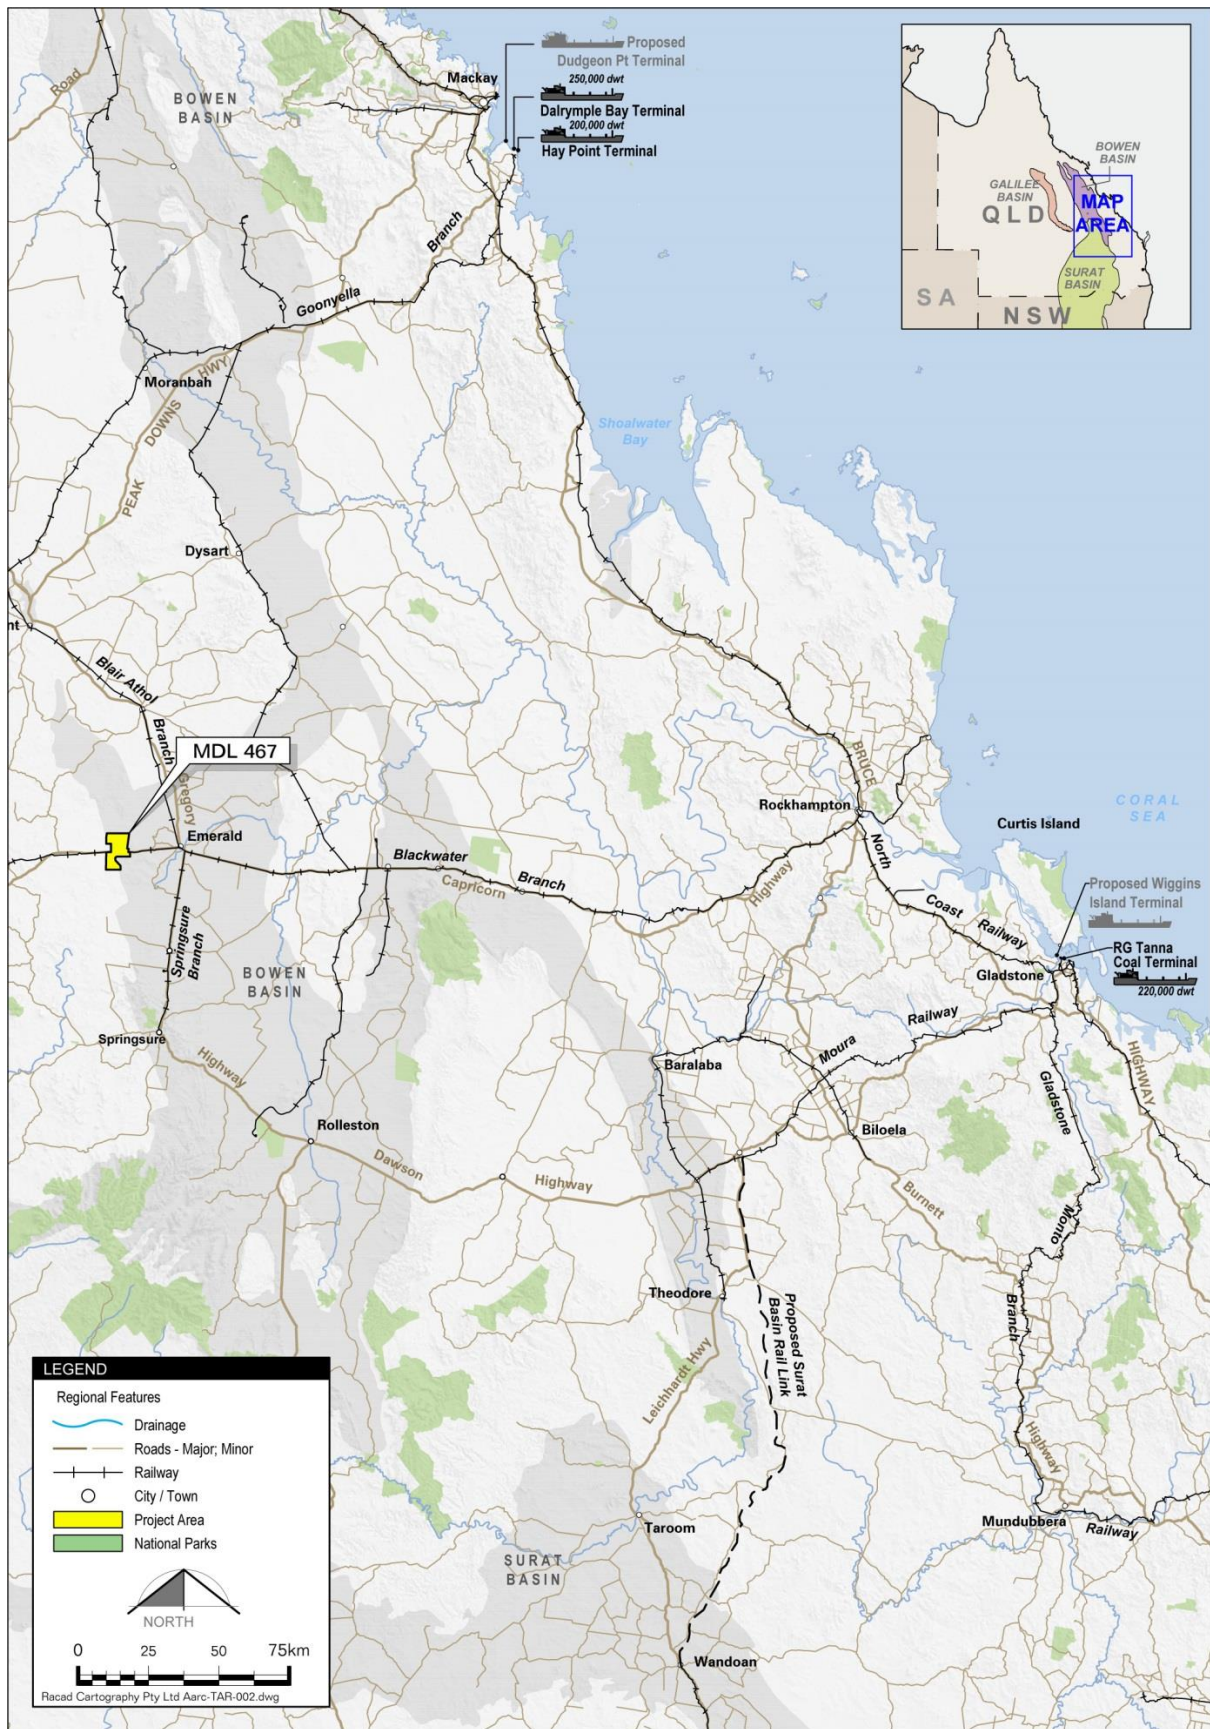 Proposed
Dudgeon Pt Terminal
250,000 dwt
Dalrymple Bay Terminal
200,000 dwt
Hay Point Terminal
Mackay
Road
BOWEN
BASIN
BOWEN
BASIN
GALILEE
BASIN
QLD
MAP
AREA
SURAT
BASIN
SA
NSW
Goonyella
Branch
Moranbah
PEAK
DOWNS
HWY
Shoalwater
Bay
Dysart
nt
Blair Athol
Branch
MDL 467
Gregory
Emerald
BRUCE
Rockhampton
CORAL
SEA
Curtis Island
Blackwater
Branch
Capricorn
Highway
North
Coast
Railway
Proposed Wiggins
Island Terminal
RG Tanna
Coal Terminal
220,000 dwt
Gladstone
Springsure
Branch
BOWEN
BASIN
Springsure
Highway
Railway
Moura
Baralaba
Gladstone
HIGHWAY
Rolleston
Biloela
Dawson
Highway
Burnett
Monto
Theodore
Proposed Surat
Basin Rail Link
Branch
Leichhardt Hwy
Highway
Taroom
Mundubbera
Railway
SURAT
BASIN
Wandoan
LEGEND
Regional Features
Drainage
Roads - Major; Minor
Railway
City / Town
Project Area
National Parks
NORTH
0 25 50 75km
Racad Cartography Pty Ltd Aarc-TAR-002.dwg